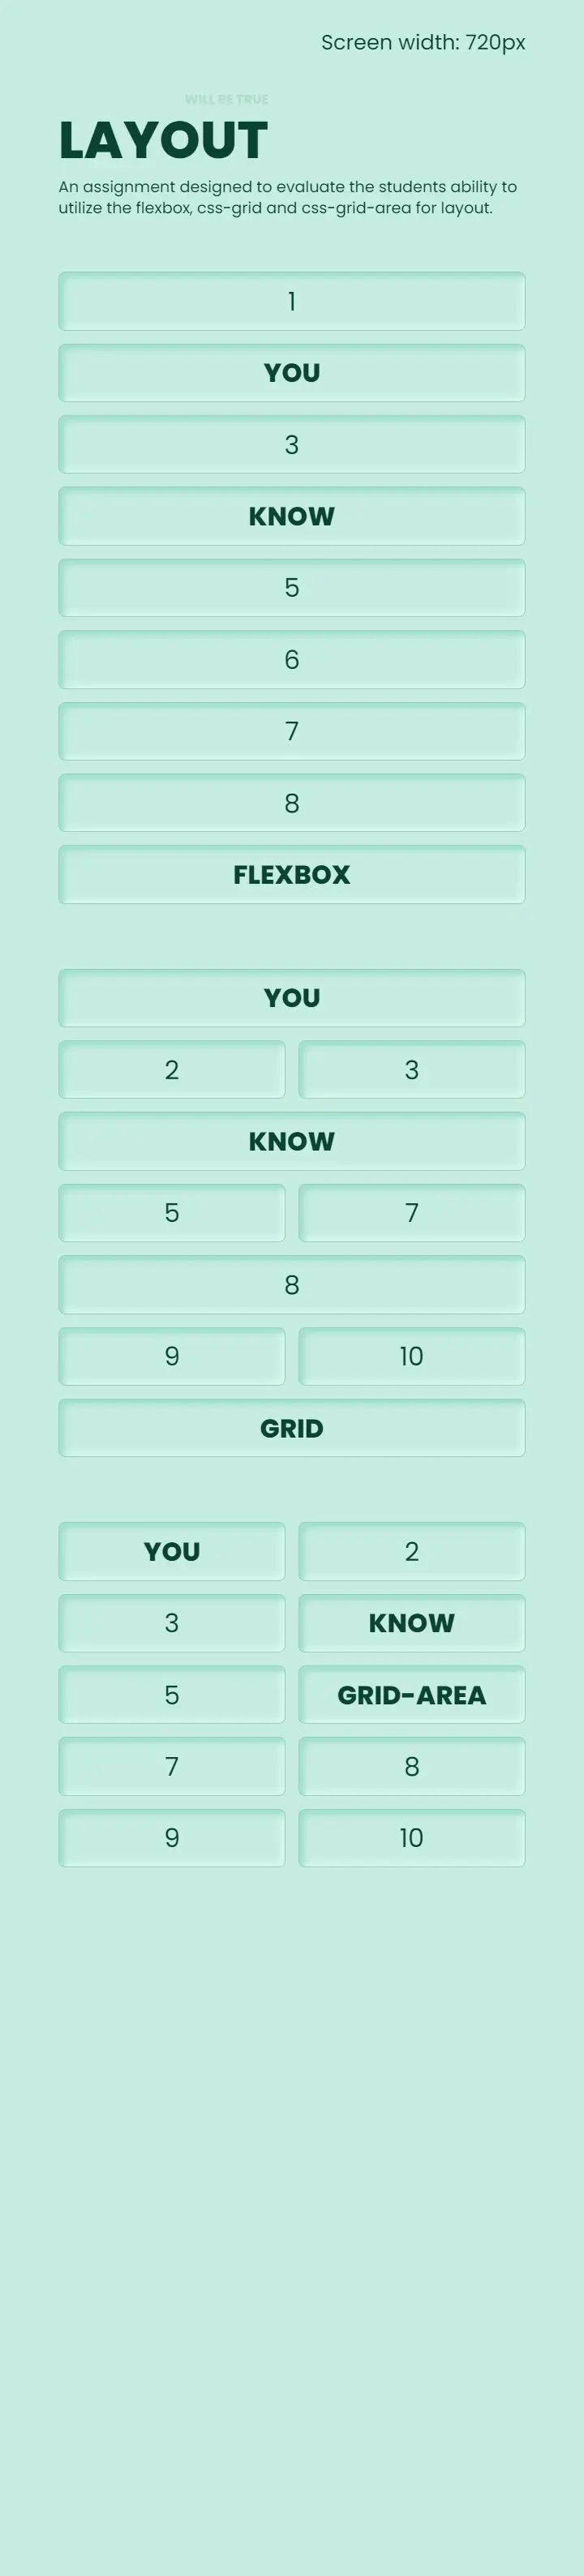 Screen width: 720px
WILL BE TRUE
LAYOUT
An assignment designed to evaluate the students ability to
utilize the flexbox, css-grid and css-grid-area for layout.
1
YOU
3
KNOW
5
6
7
8
FLEXBOX
YOU
2 3
KNOW
5 7
8
9 10
GRID
YOU 2
3 KNOW
5 GRID-AREA
7 8
9 10